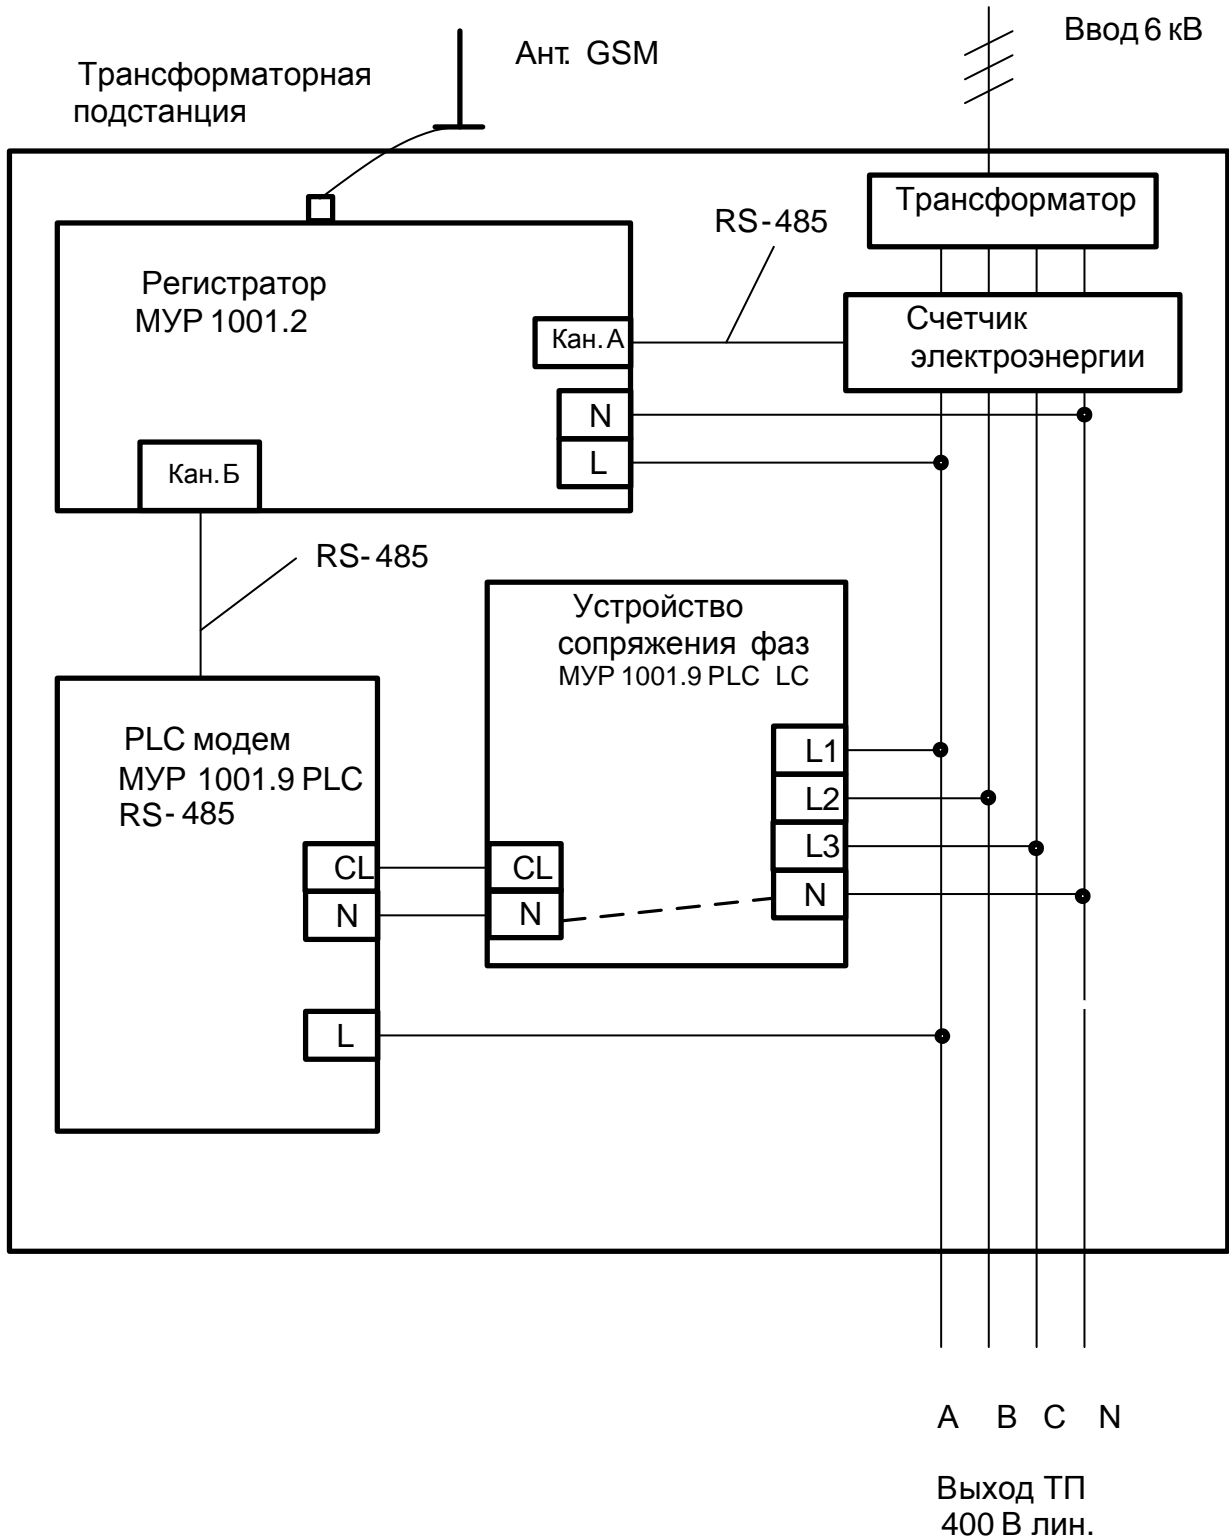 Ввод 6 кВ
Ант. GSM
Трансформаторная
подстанция
Трансформатор
RS-485
Регистратор
МУР 1001.2
Кан. А
Счетчик
электроэнергии
N
L
Кан. Б
RS-485
Устройство
сопряжения фаз
МУР 1001.9 PLC LC
PLC модем
МУР 1001.9 PLC
RS-485
L1
L2
L3
N
CL
N
CL
N
L
A B C N
Выход ТП
400 В лин.